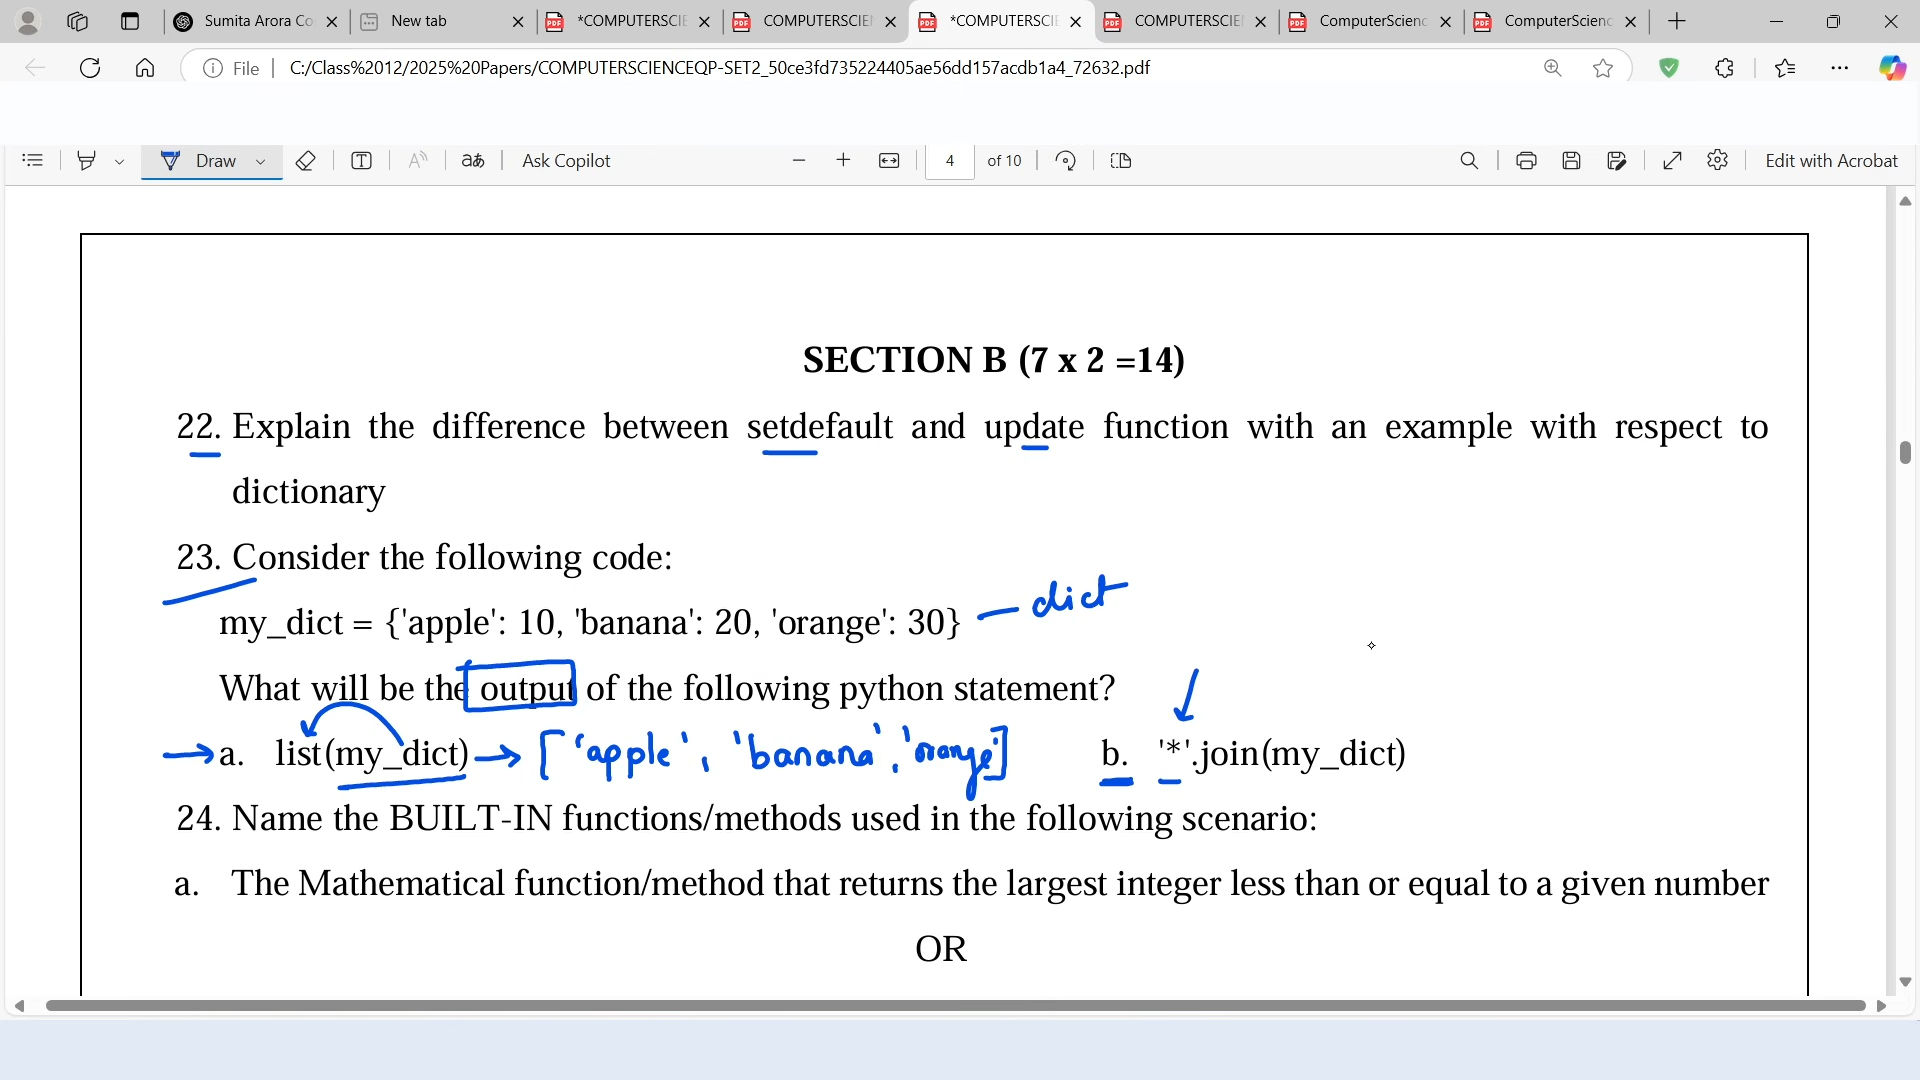 Sumita Arora Co
New tab
*COMPUTERSCIE
COMPUTERSCIEN
*COMPUTERSCIE
COMPUTERSCIEN
ComputerScienc
ComputerScienc
File
C:/Class%2012/2025%20Papers/COMPUTERSCIENCEQP-SET2_50ce3fd735224405ae56dd157acdb1a4_72632.pdf
Draw
Ask Copilot
4 of 10
Edit with Acrobat
SECTION B (7 x 2 =14)
22. Explain the difference between setdefault and update function with an example with respect to
dictionary
23. Consider the following code:
my_dict = {'apple': 10, 'banana': 20, 'orange': 30} — dict
What will be the output of the following python statement?
a. list(my_dict) → ['apple', 'banana', 'orange'] b. '*'.join(my_dict)
24. Name the BUILT-IN functions/methods used in the following scenario:
a. The Mathematical function/method that returns the largest integer less than or equal to a given number
OR